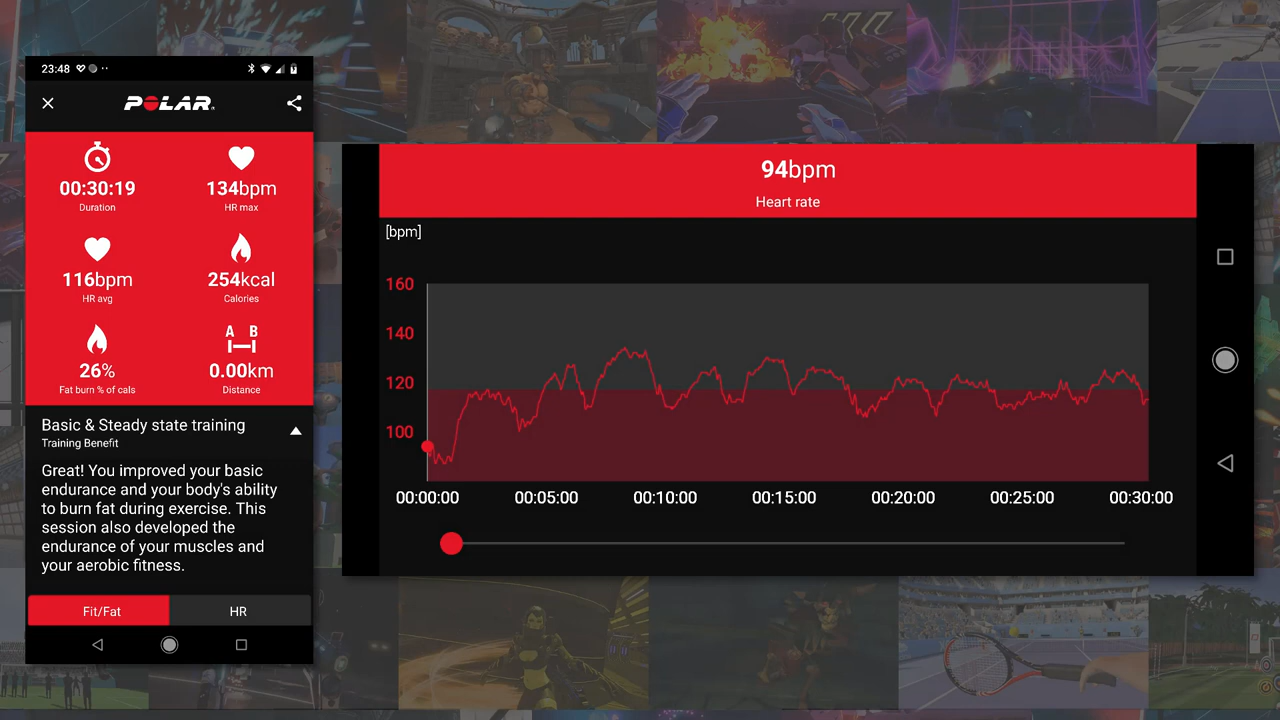 23:48
POLAR
00:30:19
Duration
134bpm
HR max
116bpm
HR avg
254kcal
Calories
26%
Fat burn % of cals
A B
0.00km
Distance
Basic & Steady state training
Training Benefit
Great! You improved your basic
endurance and your body's ability
to burn fat during exercise. This
session also developed the
endurance of your muscles and
your aerobic fitness.
Fit/Fat
HR
94bpm
Heart rate
[bpm]
160
140
120
100
00:00:00 00:05:00 00:10:00 00:15:00 00:20:00 00:25:00 00:30:00